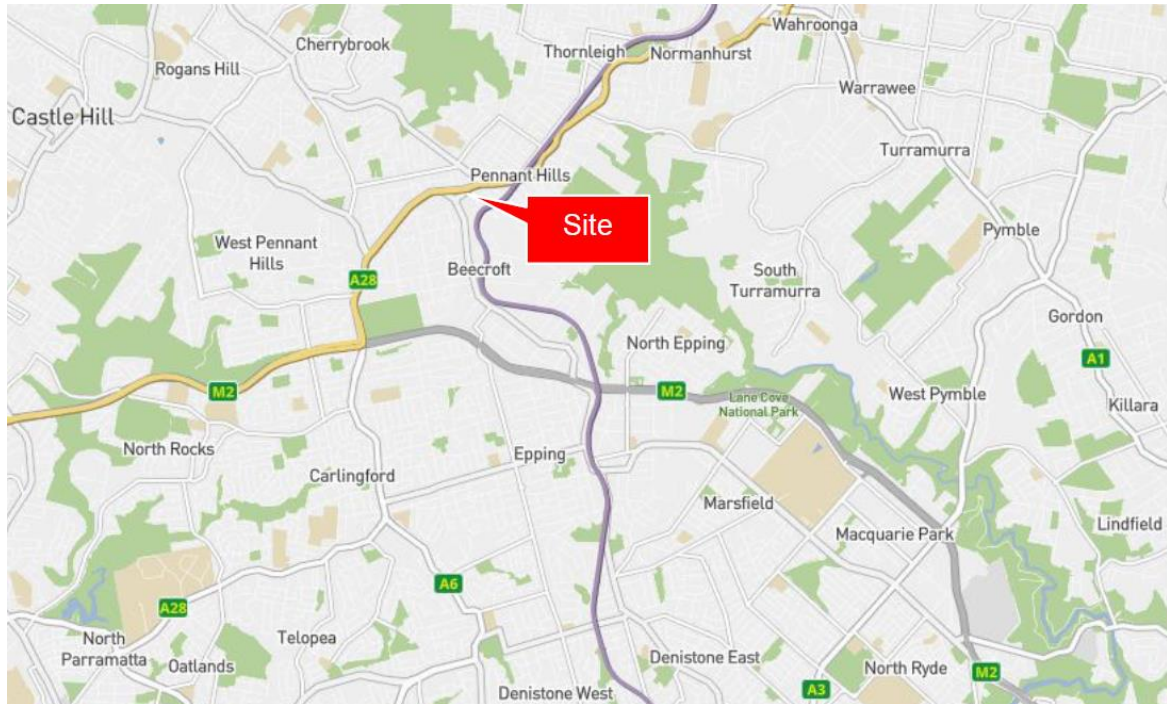 Wahroonga
Cherrybrook
Thornleigh
Normanhurst
Rogans Hill
Warrawee
Castle Hill
Turramurra
Pennant Hills
Site
Pymble
West Pennant
Hills
Beecroft
A28
South
Turramurra
Gordon
North Epping
A1
M2
M2
Lane Cove
National Park
West Pymble
Killara
North Rocks
Epping
Carlingford
Marsfield
Lindfield
Macquarie Park
A6
A28
North
Parramatta
Oatlands
Telopea
Denistone East
North Ryde
M2
A3
Denistone West